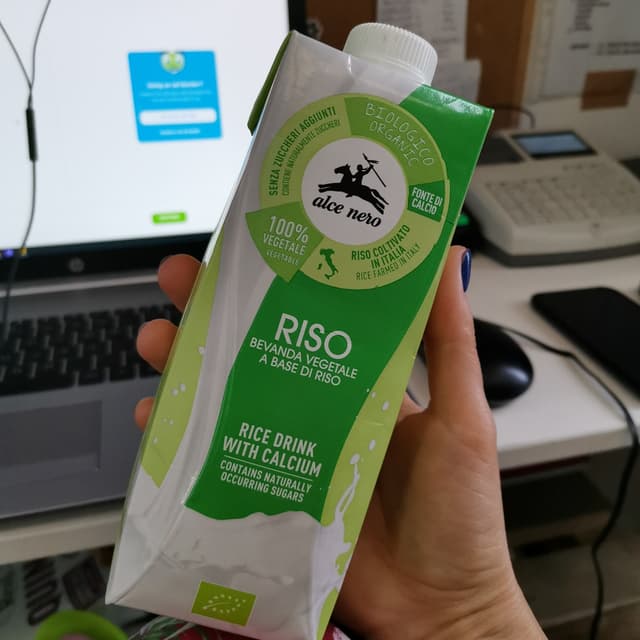 SENZA ZUCCHERI AGGIUNTI
CONTIENE NATURALMENTE ZUCCHERI
BIOLOGICO
ORGANIC
FONTE DI
CALCIO
alce nero
100%
VEGETALE
VEGETABLE
RISO COLTIVATO
IN ITALIA
RICE FARMED IN ITALY
RISO
BEVANDA VEGETALE
A BASE DI RISO
RICE DRINK
WITH CALCIUM
CONTAINS NATURALLY
OCCURRING SUGARS
hp